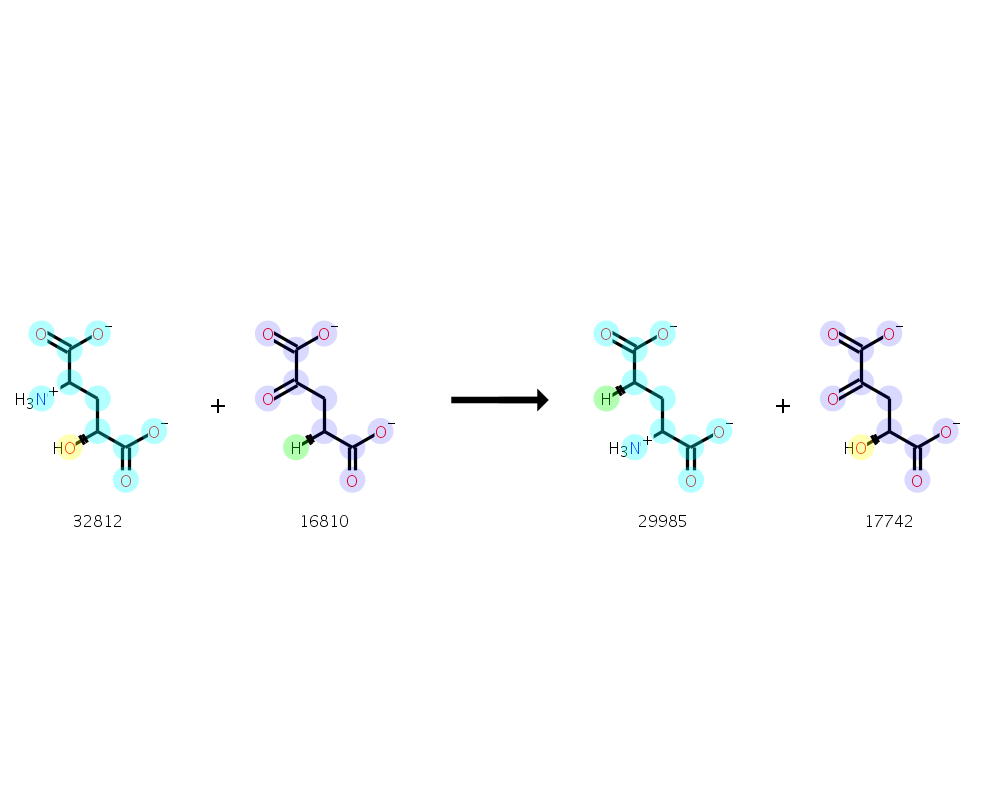 O O⁻ O O⁻ O O⁻ O O⁻
H₃N⁺ O + H + O
HO O⁻ H O⁻ H₃N⁺ O⁻ HO O⁻
O O O O
32812 16810 29985 17742